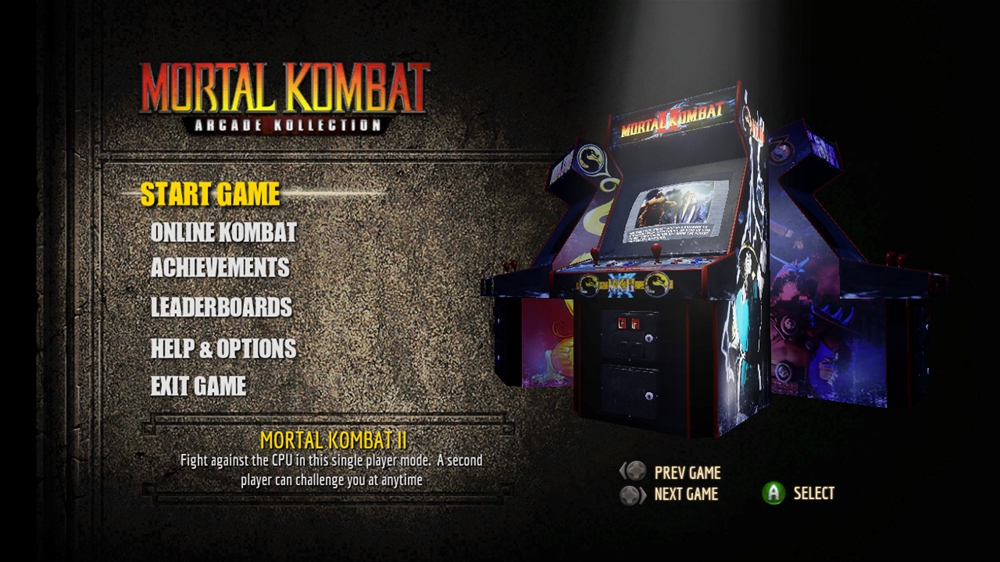 MORTAL KOMBAT
ARCADE KOLLECTION
START GAME
ONLINE KOMBAT
ACHIEVEMENTS
LEADERBOARDS
HELP & OPTIONS
EXIT GAME
MORTAL KOMBAT II
Fight against the CPU in this single player mode. A second
player can challenge you at anytime
MORTAL KOMBAT
PREV GAME
NEXT GAME
A SELECT